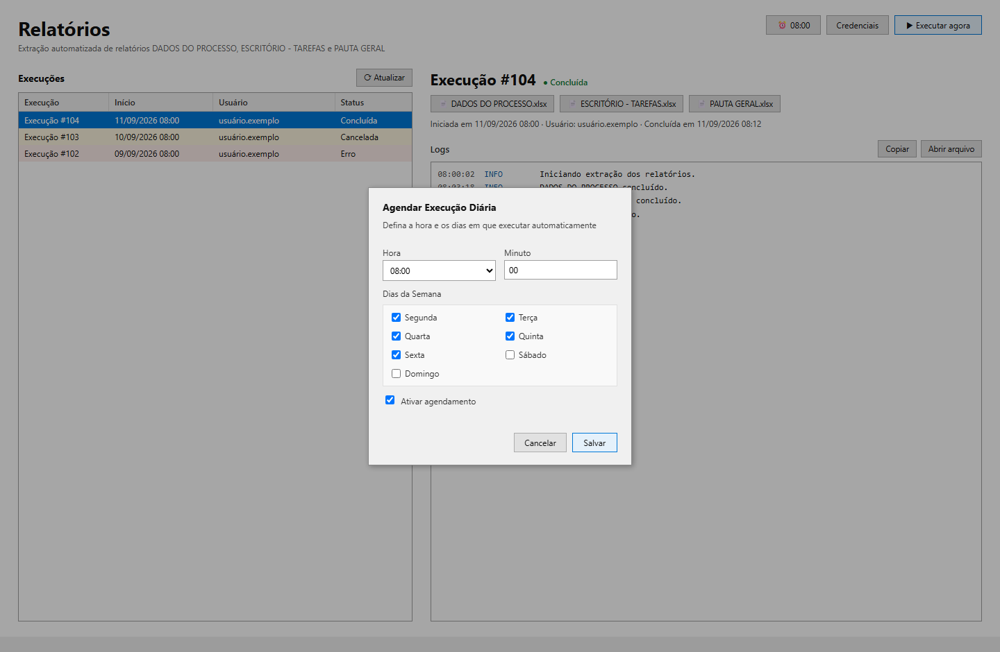 Relatórios
Extração automatizada de relatórios DADOS DO PROCESSO, ESCRITÓRIO - TAREFAS e PAUTA GERAL
08:00
Credenciais
Executar agora
Execuções
Atualizar
Execução Início Usuário Status
Execução #104 11/09/2026 08:00 usuário.exemplo Concluída
Execução #103 10/09/2026 08:00 usuário.exemplo Cancelada
Execução #102 09/09/2026 08:00 usuário.exemplo Erro
Execução #104 ● Concluída
DADOS DO PROCESSO.xlsx
ESCRITÓRIO - TAREFAS.xlsx
PAUTA GERAL.xlsx
Iniciada em 11/09/2026 08:00 · Usuário: usuário.exemplo · Concluída em 11/09/2026 08:12
Logs
Copiar
Abrir arquivo
08:00:02 INFO Iniciando extração dos relatórios.
08:03:18 INFO DADOS DO PROCESSO concluído.
concluído.
o.
Agendar Execução Diária
Defina a hora e os dias em que executar automaticamente
Hora Minuto
08:00 00
Dias da Semana
Segunda Terça
Quarta Quinta
Sexta Sábado
Domingo
Ativar agendamento
Cancelar Salvar